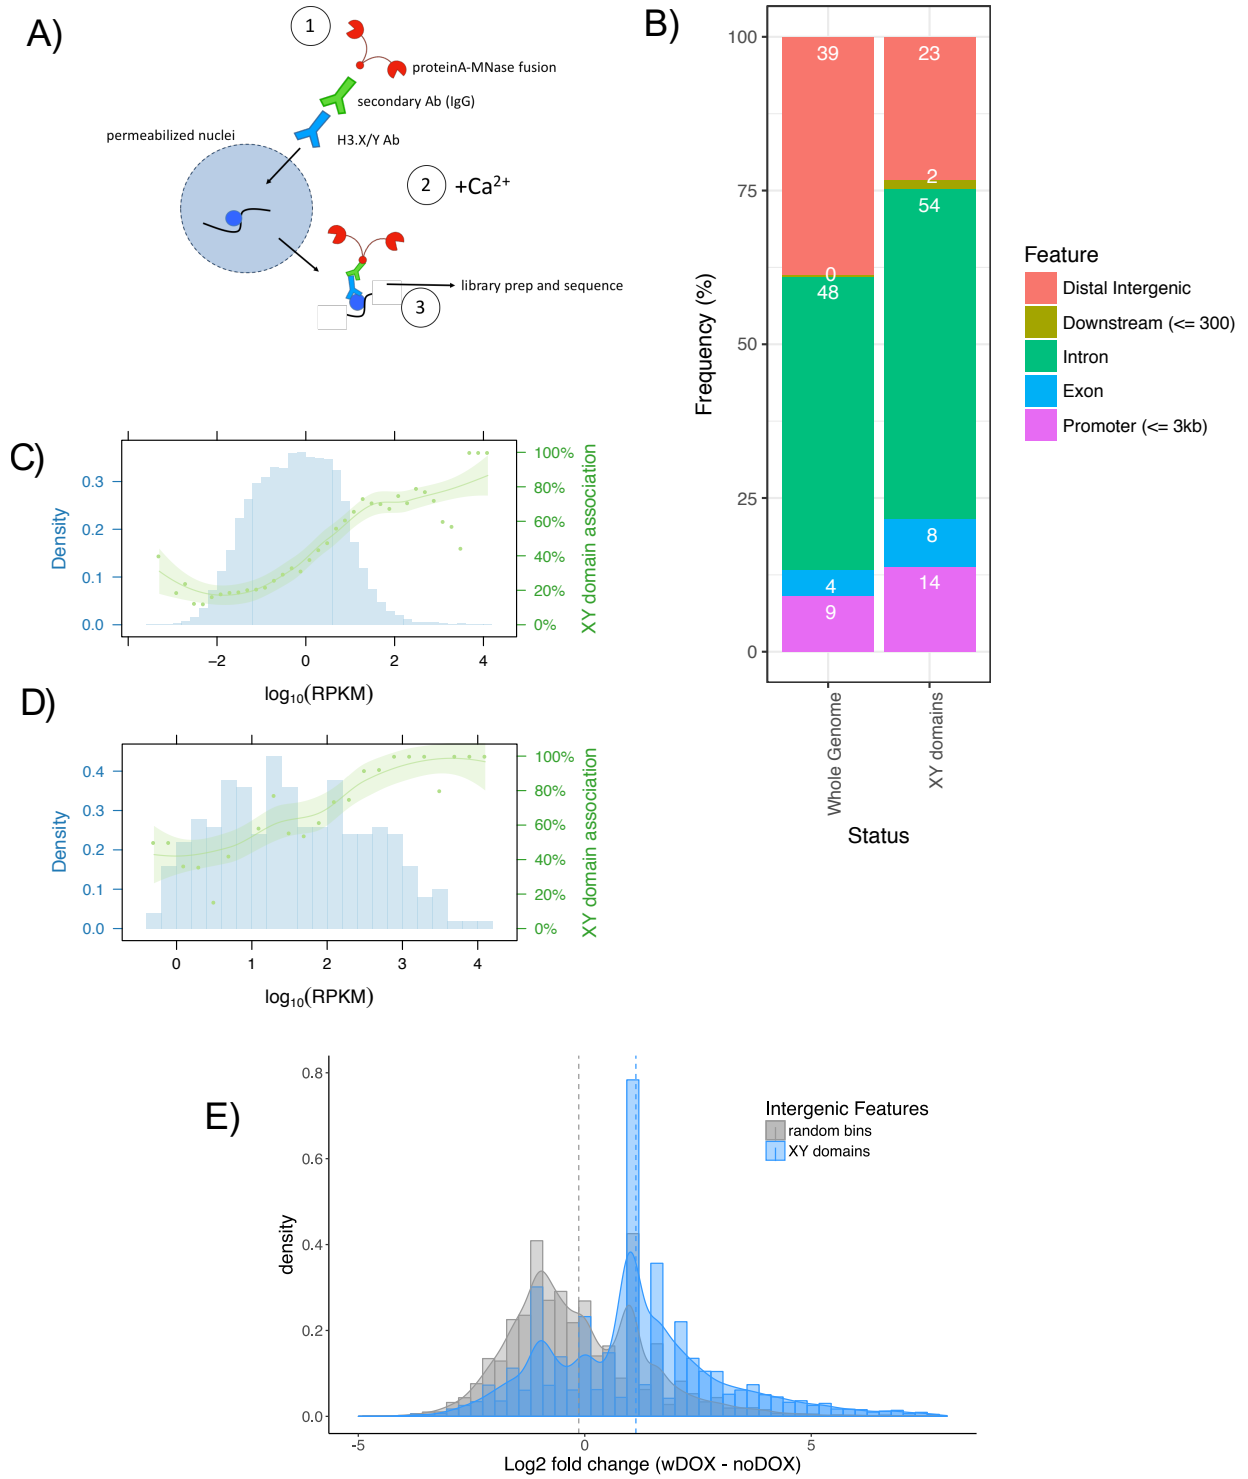 A)
1
proteinA-MNase fusion
secondary Ab (IgG)
permeabilized nuclei
H3.X/Y Ab
2 +Ca²⁺
library prep and sequence
3
B)
100
75
50
25
0
Frequency (%)
39
0
48
4
9
23
2
54
8
14
Whole Genome
XY domains
Status
Feature
Distal Intergenic
Downstream (<= 300)
Intron
Exon
Promoter (<= 3kb)
C)
0.3
0.2
0.1
0.0
Density
100%
80%
60%
40%
20%
0%
XY domain association
−2 0 2 4
log₁₀(RPKM)
D)
0.4
0.3
0.2
0.1
0.0
Density
100%
80%
60%
40%
20%
0%
XY domain association
0 1 2 3 4
log₁₀(RPKM)
E)
0.8
0.6
0.4
0.2
0.0
density
Intergenic Features
random bins
XY domains
-5 0 5
Log2 fold change (wDOX - noDOX)